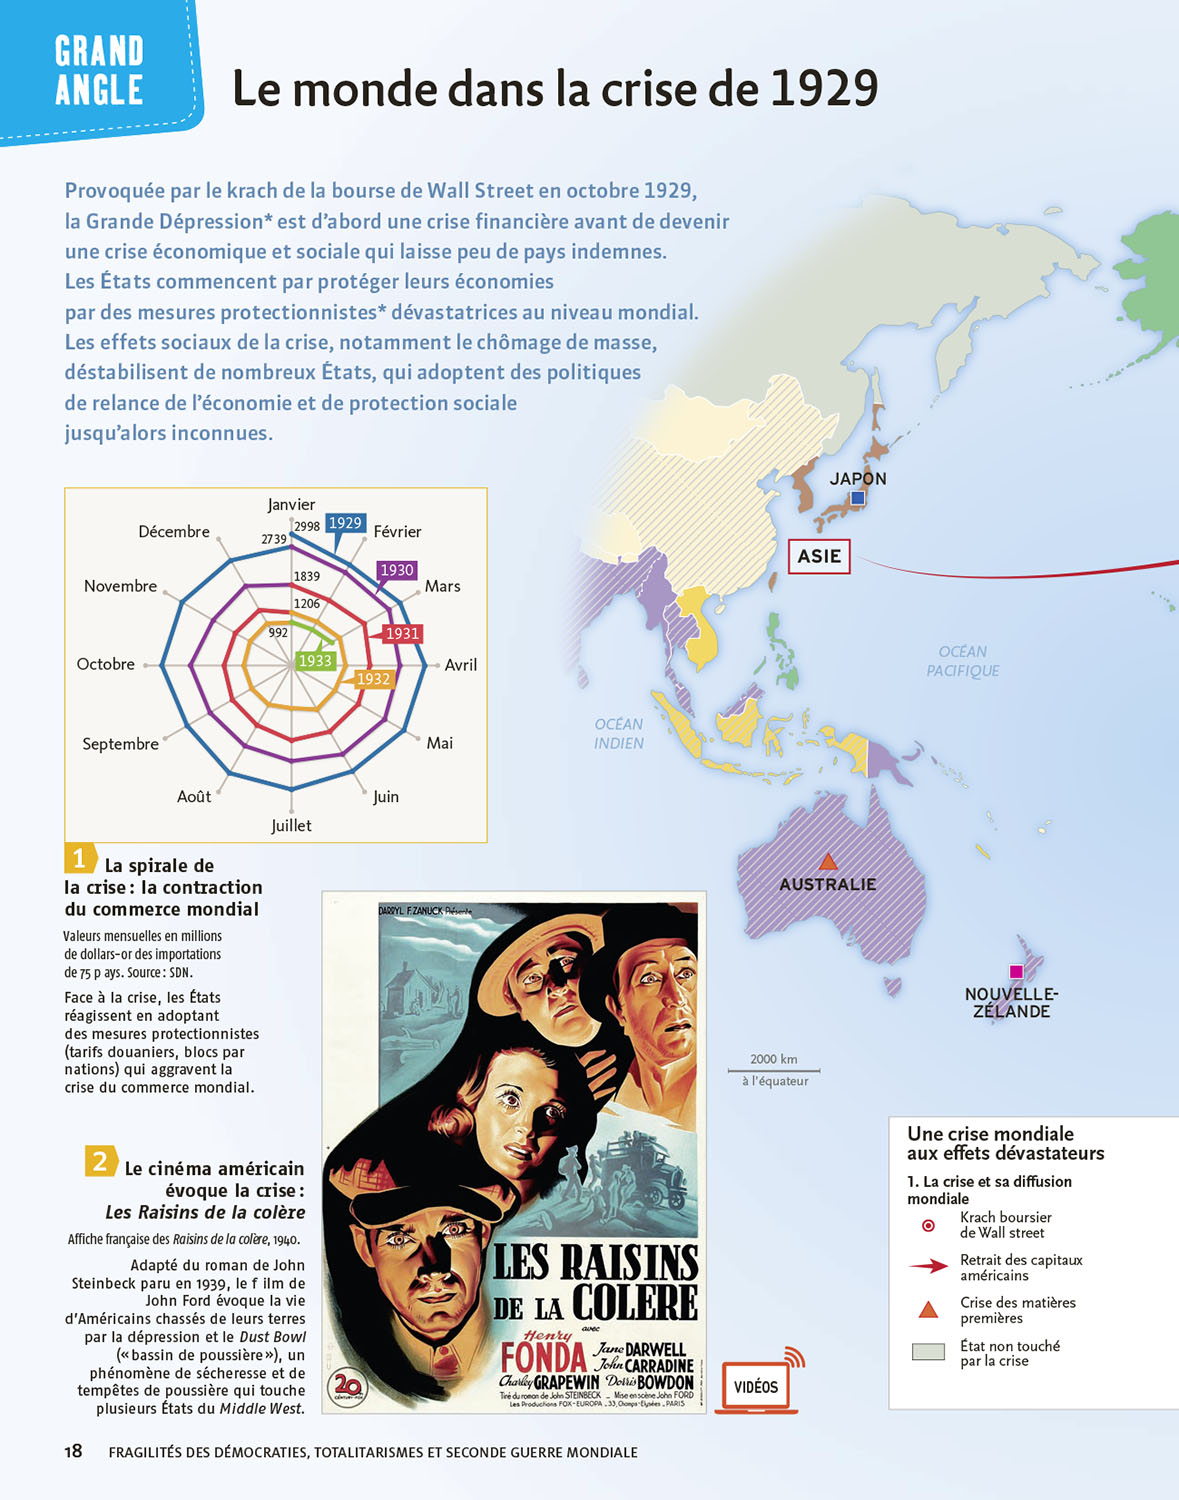 GRAND
ANGLE
Le monde dans la crise de 1929
Provoquée par le krach de la bourse de Wall Street en octobre 1929,
la Grande Dépression* est d’abord une crise financière avant de devenir
une crise économique et sociale qui laisse peu de pays indemnes.
Les États commencent par protéger leurs économies
par des mesures protectionnistes* dévastatrices au niveau mondial.
Les effets sociaux de la crise, notamment le chômage de masse,
déstabilisent de nombreux États, qui adoptent des politiques
de relance de l’économie et de protection sociale
jusqu’alors inconnues.
Janvier
Février
Mars
Avril
Mai
Juin
Juillet
Août
Septembre
Octobre
Novembre
Décembre
2998
2739
1839
1206
992
1929
1930
1931
1932
1933
1 La spirale de
la crise : la contraction
du commerce mondial
Valeurs mensuelles en millions
de dollars-or des importations
de 75 p ays. Source : SDN.
Face à la crise, les États
réagissent en adoptant
des mesures protectionnistes
(tarifs douaniers, blocs par
nations) qui aggravent la
crise du commerce mondial.
2 Le cinéma américain
évoque la crise :
Les Raisins de la colère
Affiche française des Raisins de la colère, 1940.
Adapté du roman de John
Steinbeck paru en 1939, le f ilm de
John Ford évoque la vie
d’Américains chassés de leurs terres
par la dépression et le Dust Bowl
(« bassin de poussière »), un
phénomène de sécheresse et de
tempêtes de poussière qui touche
plusieurs États du Middle West.
DARRYL F. ZANUCK Présente
LES RAISINS
DE LA COLERE
avec
Henry
FONDA
Jane DARWELL
John CARRADINE
Charley GRAPEWIN Dorris BOWDON
Tiré du roman de John STEINBECK _ Mise en scène John FORD
Les Productions FOX-EUROPA _ 33, Champs-Elysées _ PARIS
20
CENTURY-FOX
VIDÉOS
JAPON
ASIE
OCÉAN
PACIFIQUE
OCÉAN
INDIEN
AUSTRALIE
NOUVELLE-
ZÉLANDE
2000 km
à l’équateur
Une crise mondiale
aux effets dévastateurs
1. La crise et sa diffusion
mondiale
Krach boursier
de Wall street
Retrait des capitaux
américains
Crise des matières
premières
État non touché
par la crise
18 FRAGILITÉS DES DÉMOCRATIES, TOTALITARISMES ET SECONDE GUERRE MONDIALE